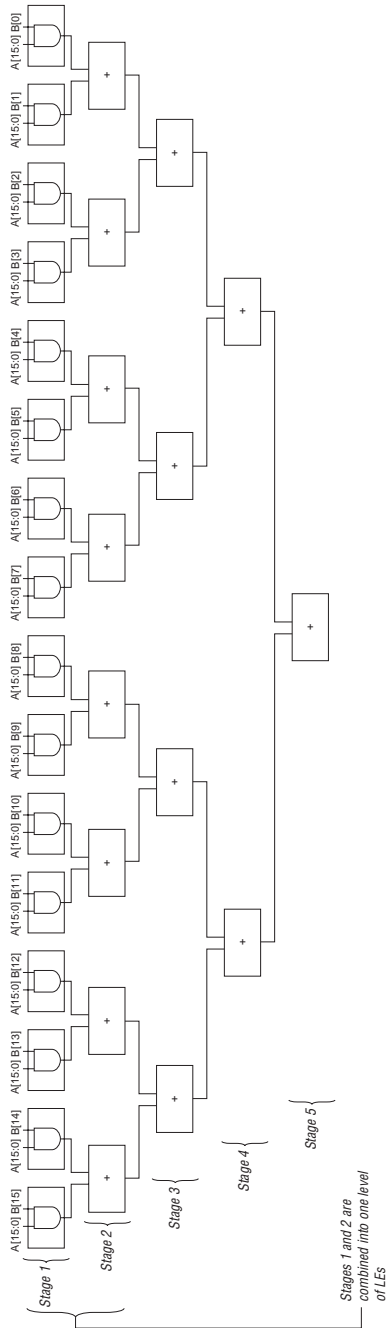 A[15:0] B[15]
A[15:0] B[14]
A[15:0] B[13]
A[15:0] B[12]
A[15:0] B[11]
A[15:0] B[10]
A[15:0] B[9]
A[15:0] B[8]
A[15:0] B[7]
A[15:0] B[6]
A[15:0] B[5]
A[15:0] B[4]
A[15:0] B[3]
A[15:0] B[2]
A[15:0] B[1]
A[15:0] B[0]
Stage 1
Stage 2
+
+
+
+
+
+
+
+
Stage 3
+
+
+
+
Stage 4
+
+
Stage 5
+
Stages 1 and 2 are
combined into one level
of LEs